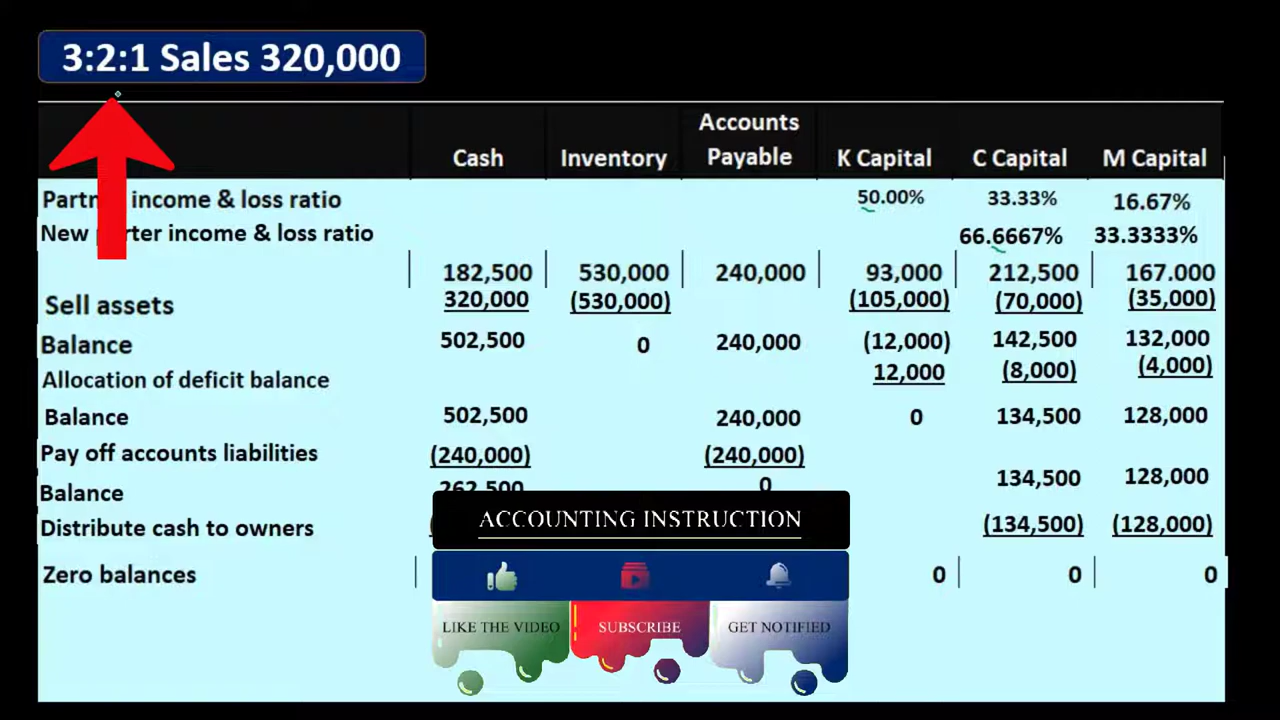 3:2:1 Sales 320,000
Accounts
Cash Inventory Payable K Capital C Capital M Capital
income & loss ratio 50.00% 33.33% 16.67%
New income & loss ratio 66.6667% 33.3333%
182,500 530,000 240,000 93,000 212,500 167.000
Sell assets 320,000 (530,000) (105,000) (70,000) (35,000)
Balance 502,500 0 240,000 (12,000) 142,500 132,000
Allocation of deficit balance 12,000 (8,000) (4,000)
Balance 502,500 240,000 0 134,500 128,000
Pay off accounts liabilities (240,000) (240,000)
Balance 262,500 0 134,500 128,000
Distribute cash to owners (134,500) (128,000)
Zero balances 0 0 0
ACCOUNTING INSTRUCTION
LIKE THE VIDEO SUBSCRIBE GET NOTIFIED